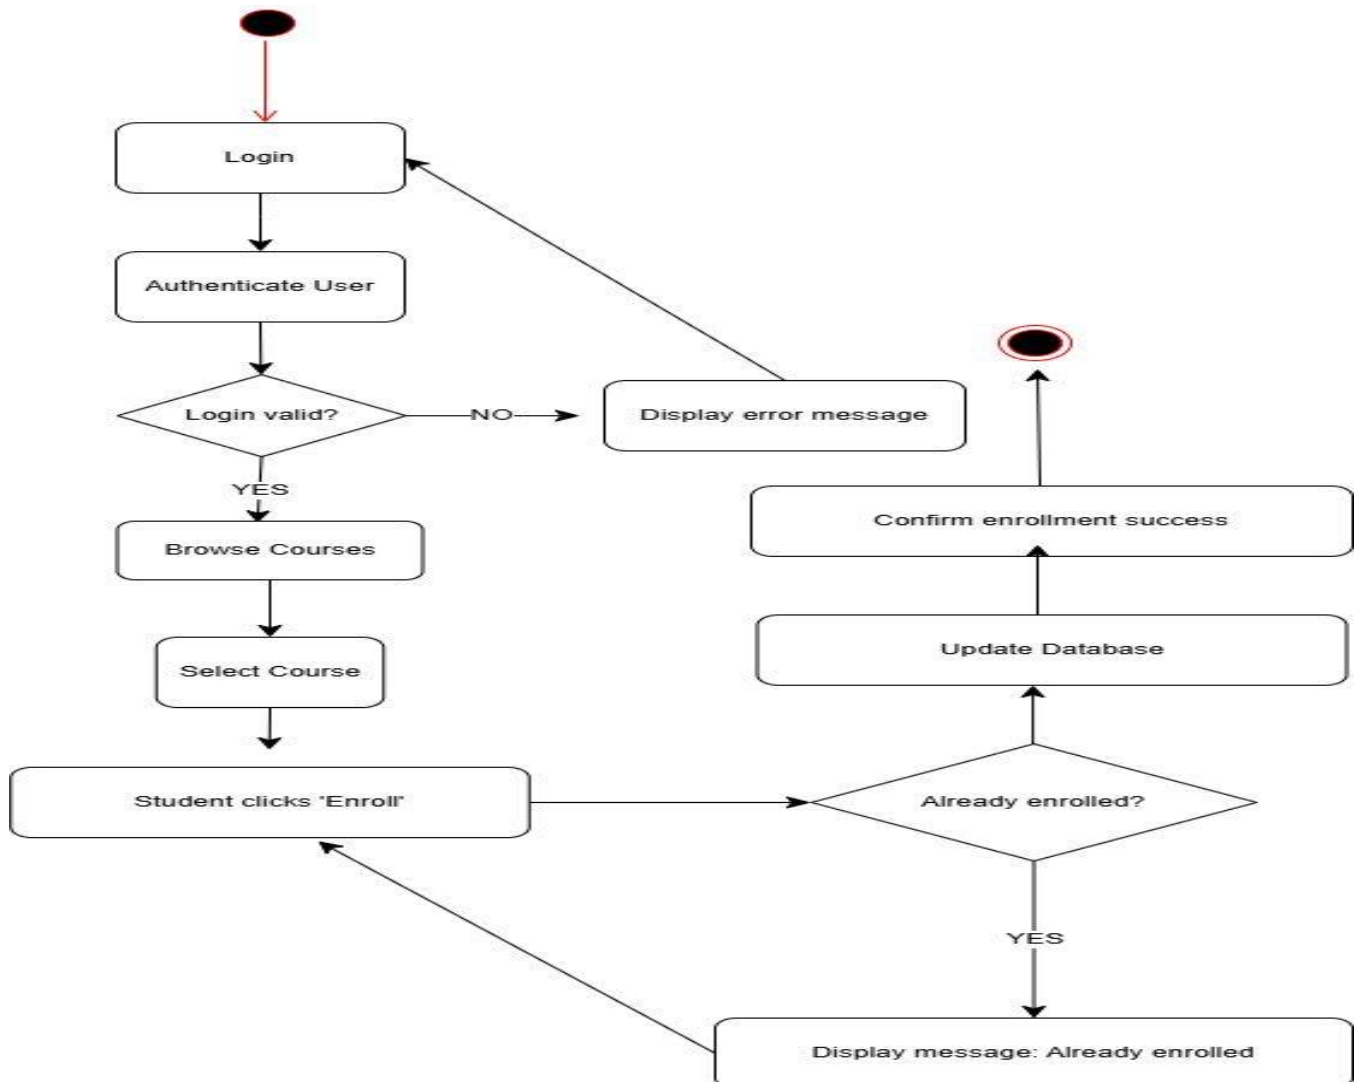 Login
Authenticate User
Login valid?
NO
Display error message
YES
Browse Courses
Confirm enrollment success
Select Course
Update Database
Student clicks 'Enroll'
Already enrolled?
YES
Display message: Already enrolled